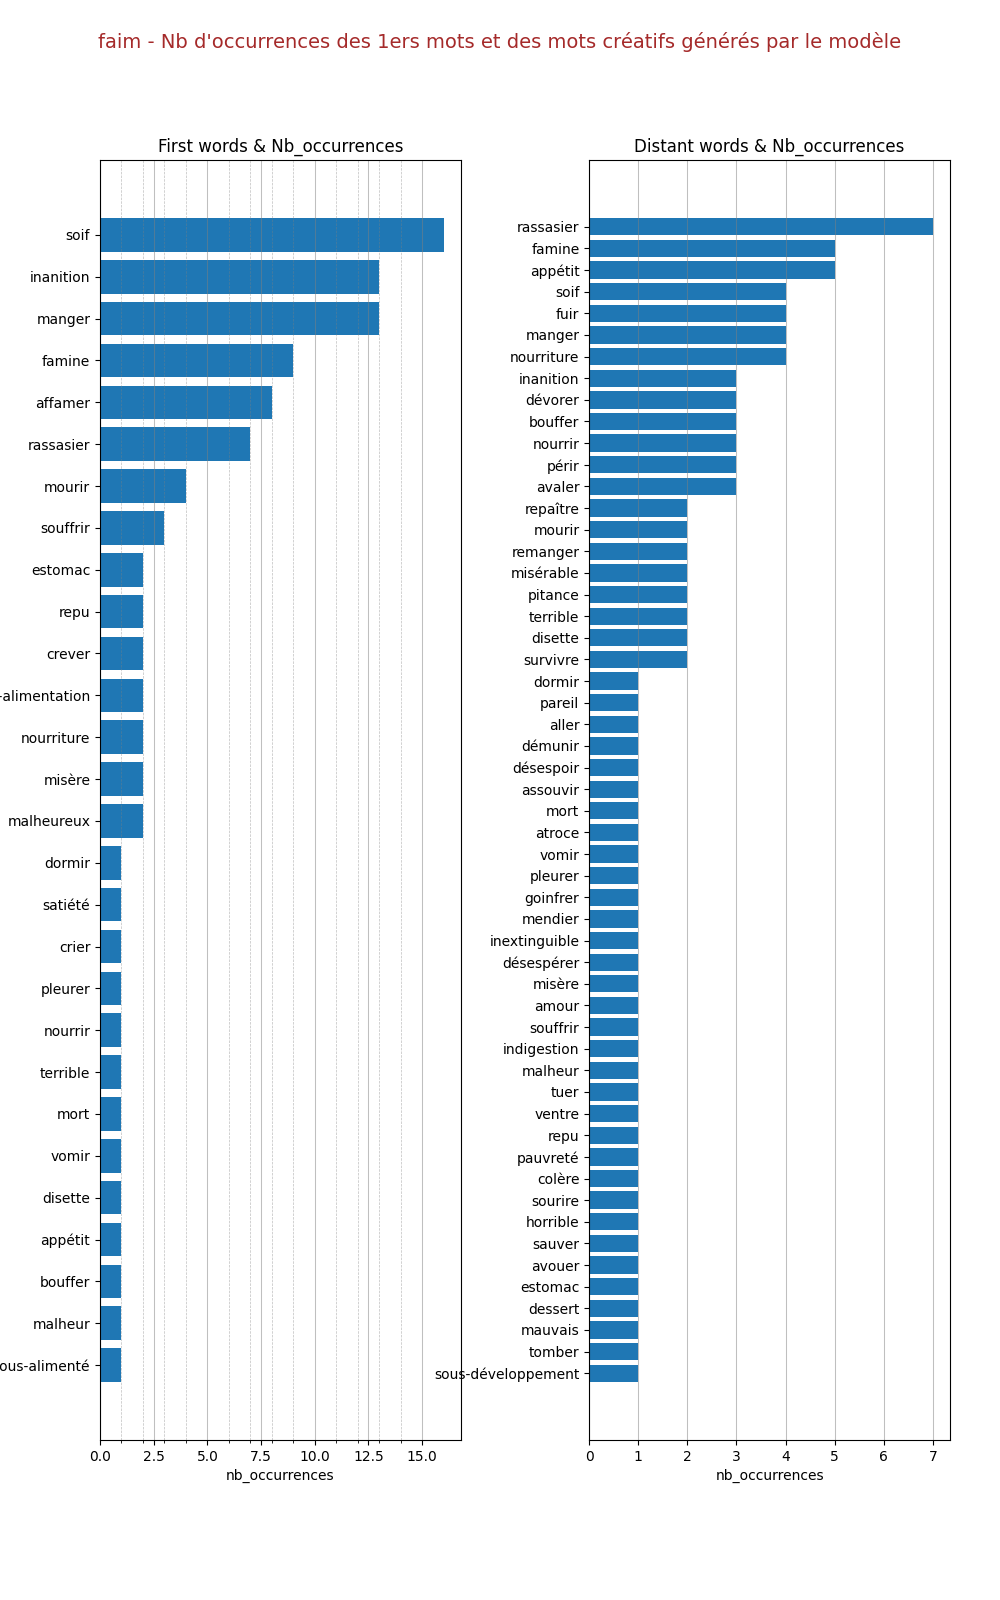 faim - Nb d'occurrences des 1ers mots et des mots créatifs générés par le modèle
First words & Nb_occurrences
soif
inanition
manger
famine
affamer
rassasier
mourir
souffrir
estomac
repu
crever
-alimentation
nourriture
misère
malheureux
dormir
satiété
crier
pleurer
nourrir
terrible
mort
vomir
disette
appétit
bouffer
malheur
ous-alimenté
0.0 2.5 5.0 7.5 10.0 12.5 15.0
nb_occurrences
Distant words & Nb_occurrences
rassasier
famine
appétit
soif
fuir
manger
nourriture
inanition
dévorer
bouffer
nourrir
périr
avaler
repaître
mourir
remanger
misérable
pitance
terrible
disette
survivre
dormir
pareil
aller
démunir
désespoir
assouvir
mort
atroce
vomir
pleurer
goinfrer
mendier
inextinguible
désespérer
misère
amour
souffrir
indigestion
malheur
tuer
ventre
repu
pauvreté
colère
sourire
horrible
sauver
avouer
estomac
dessert
mauvais
tomber
sous-développement
0 1 2 3 4 5 6 7
nb_occurrences